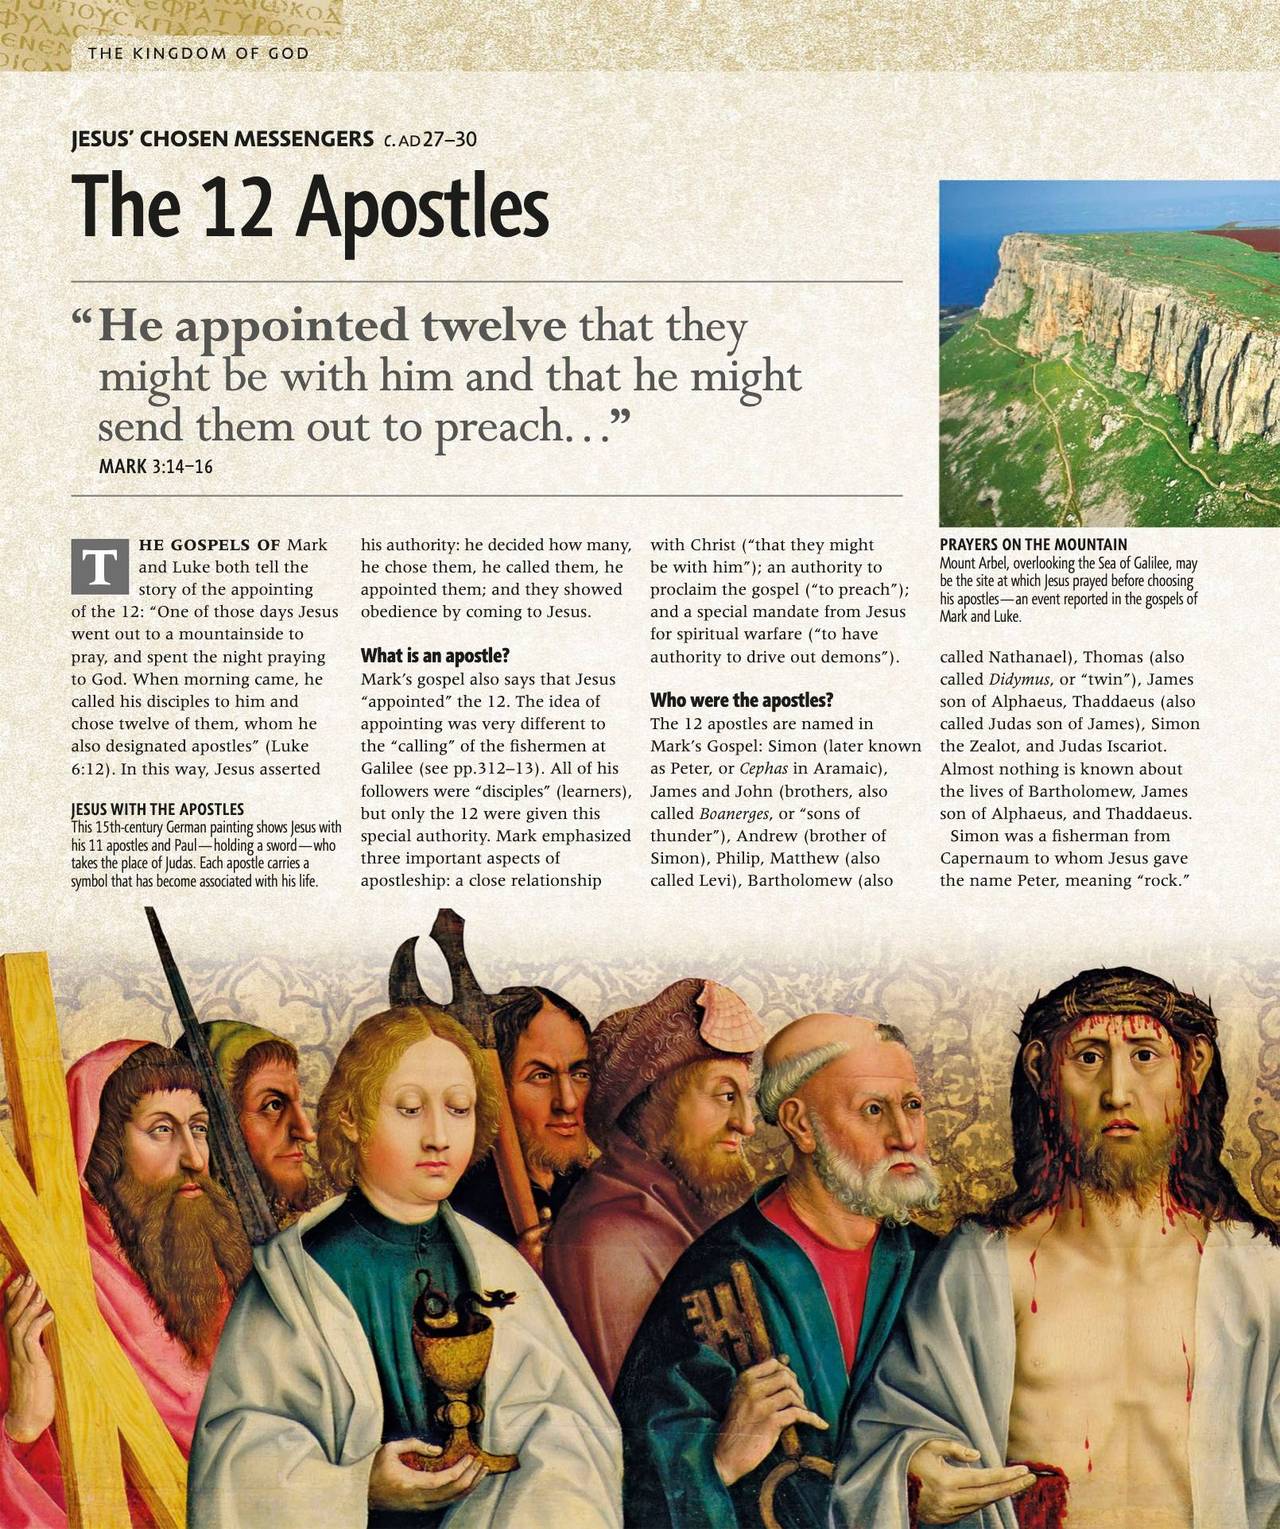 THE KINGDOM OF GOD
JESUS’ CHOSEN MESSENGERS C. AD 27–30
The 12 Apostles
“He appointed twelve that they
might be with him and that he might
send them out to preach…”
MARK 3:14–16
THE GOSPELS OF Mark
and Luke both tell the
story of the appointing
of the 12: “One of those days Jesus
went out to a mountainside to
pray, and spent the night praying
to God. When morning came, he
called his disciples to him and
chose twelve of them, whom he
also designated apostles” (Luke
6:12). In this way, Jesus asserted
JESUS WITH THE APOSTLES
This 15th-century German painting shows Jesus with
his 11 apostles and Paul—holding a sword—who
takes the place of Judas. Each apostle carries a
symbol that has become associated with his life.
his authority: he decided how many,
he chose them, he called them, he
appointed them; and they showed
obedience by coming to Jesus.
What is an apostle?
Mark’s gospel also says that Jesus
“appointed” the 12. The idea of
appointing was very different to
the “calling” of the fishermen at
Galilee (see pp.312–13). All of his
followers were “disciples” (learners),
but only the 12 were given this
special authority. Mark emphasized
three important aspects of
apostleship: a close relationship
with Christ (“that they might
be with him”); an authority to
proclaim the gospel (“to preach”);
and a special mandate from Jesus
for spiritual warfare (“to have
authority to drive out demons”).
Who were the apostles?
The 12 apostles are named in
Mark’s Gospel: Simon (later known
as Peter, or Cephas in Aramaic),
James and John (brothers, also
called Boanerges, or “sons of
thunder”), Andrew (brother of
Simon), Philip, Matthew (also
called Levi), Bartholomew (also
PRAYERS ON THE MOUNTAIN
Mount Arbel, overlooking the Sea of Galilee, may
be the site at which Jesus prayed before choosing
his apostles—an event reported in the gospels of
Mark and Luke.
called Nathanael), Thomas (also
called Didymus, or “twin”), James
son of Alphaeus, Thaddaeus (also
called Judas son of James), Simon
the Zealot, and Judas Iscariot.
Almost nothing is known about
the lives of Bartholomew, James
son of Alphaeus, and Thaddaeus.
Simon was a fisherman from
Capernaum to whom Jesus gave
the name Peter, meaning “rock.”